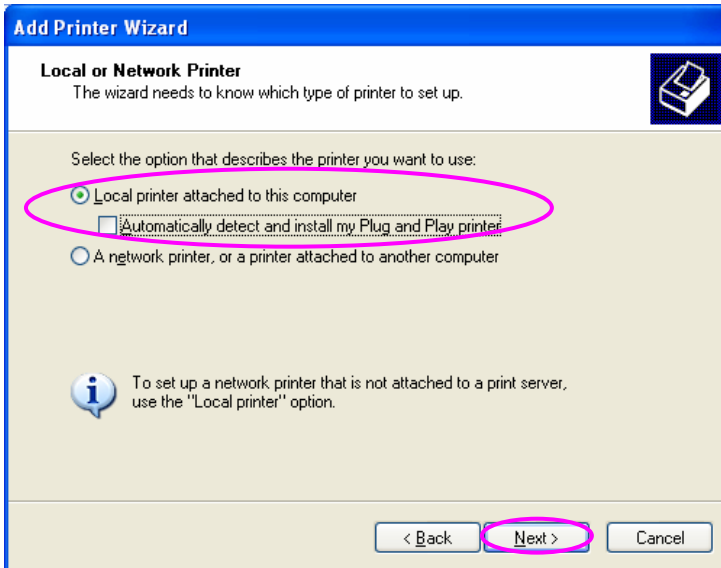 Add Printer Wizard
Local or Network Printer
The wizard needs to know which type of printer to set up.
Select the option that describes the printer you want to use:
Local printer attached to this computer
Automatically detect and install my Plug and Play printer
A network printer, or a printer attached to another computer
To set up a network printer that is not attached to a print server,
use the "Local printer" option.
< Back Next > Cancel